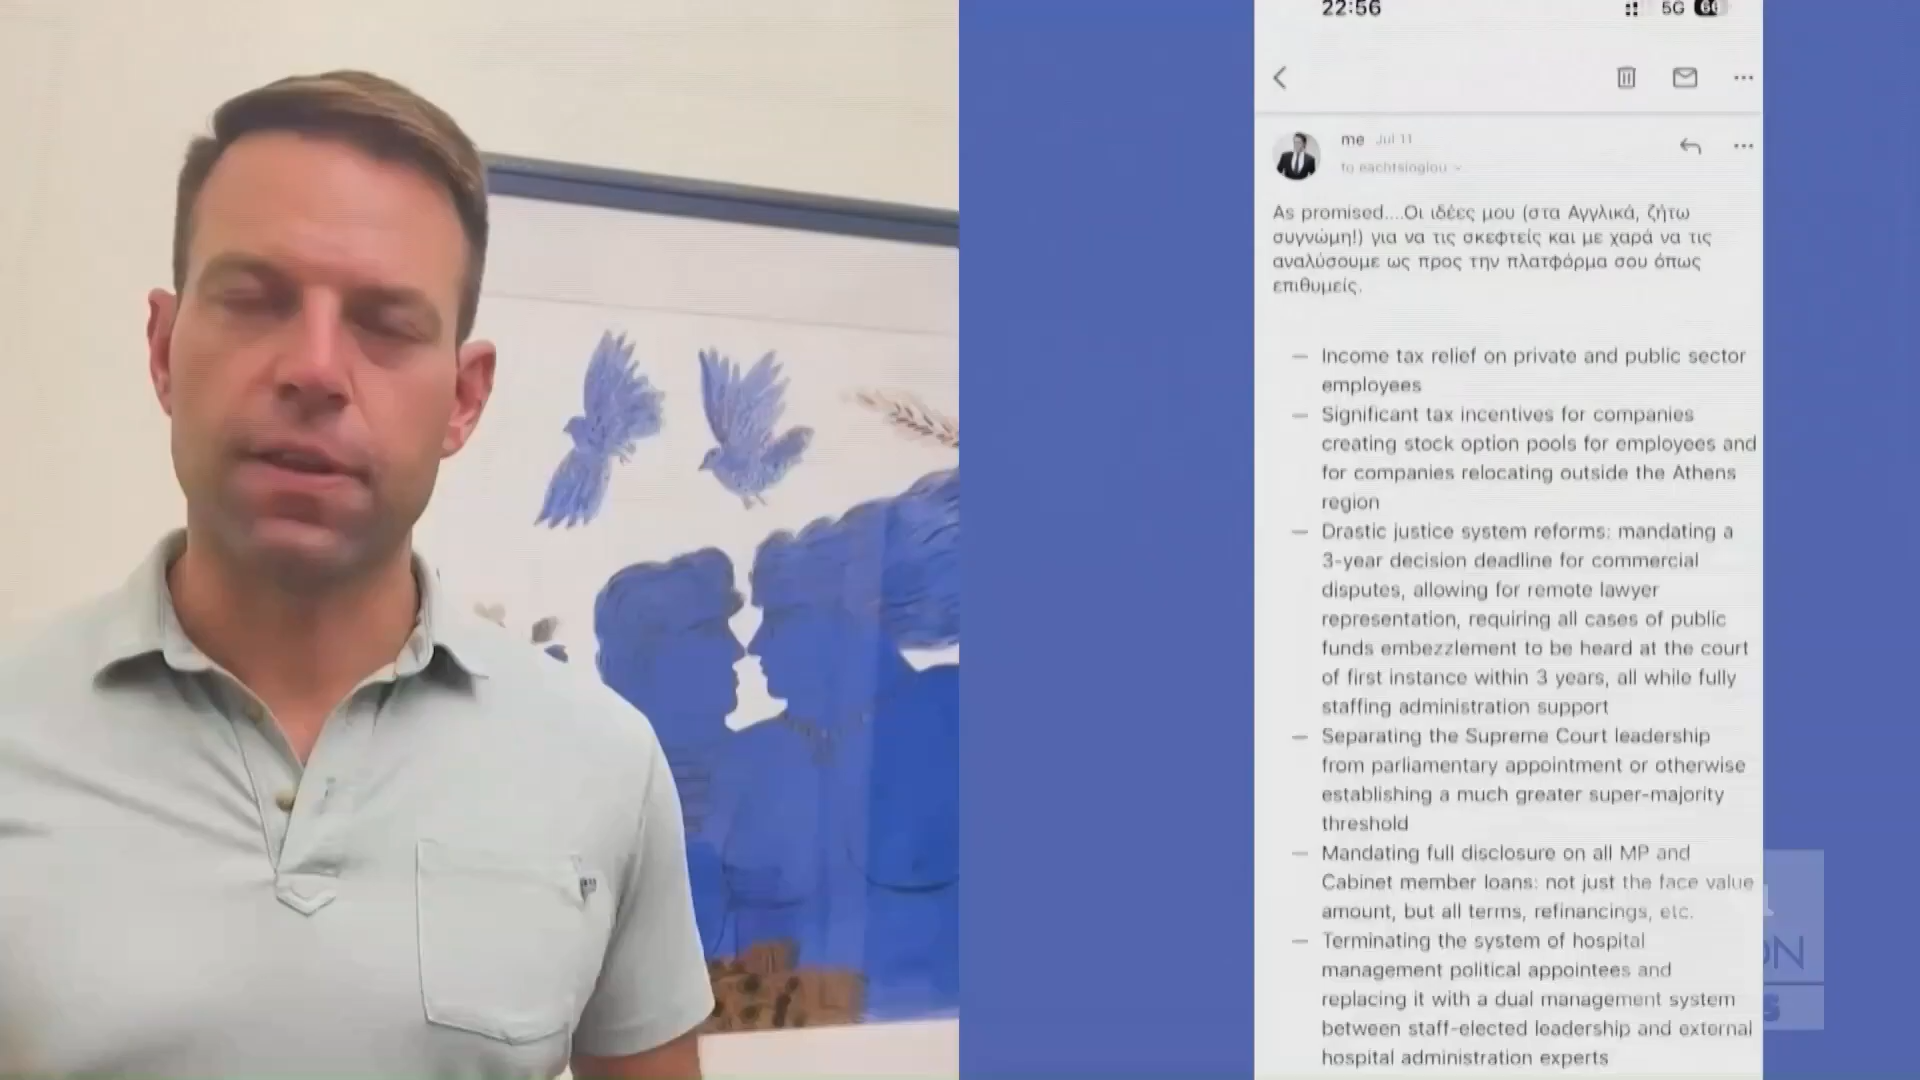 22:56
5G
me Jul 11
to eachtsioglou
As promised....Οι ιδέες μου (στα Αγγλικά, ζήτω
συγνώμη!) για να τις σκεφτείς και με χαρά να τις
αναλύσουμε ως προς την πλατφόρμα σου όπως
επιθυμείς.
— Income tax relief on private and public sector
employees
— Significant tax incentives for companies
creating stock option pools for employees and
for companies relocating outside the Athens
region
— Drastic justice system reforms: mandating a
3-year decision deadline for commercial
disputes, allowing for remote lawyer
representation, requiring all cases of public
funds embezzlement to be heard at the court
of first instance within 3 years, all while fully
staffing administration support
— Separating the Supreme Court leadership
from parliamentary appointment or otherwise
establishing a much greater super-majority
threshold
— Mandating full disclosure on all MP and
Cabinet member loans: not just the face value
amount, but all terms, refinancings, etc.
— Terminating the system of hospital
management political appointees and
replacing it with a dual management system
between staff-elected leadership and external
hospital administration experts